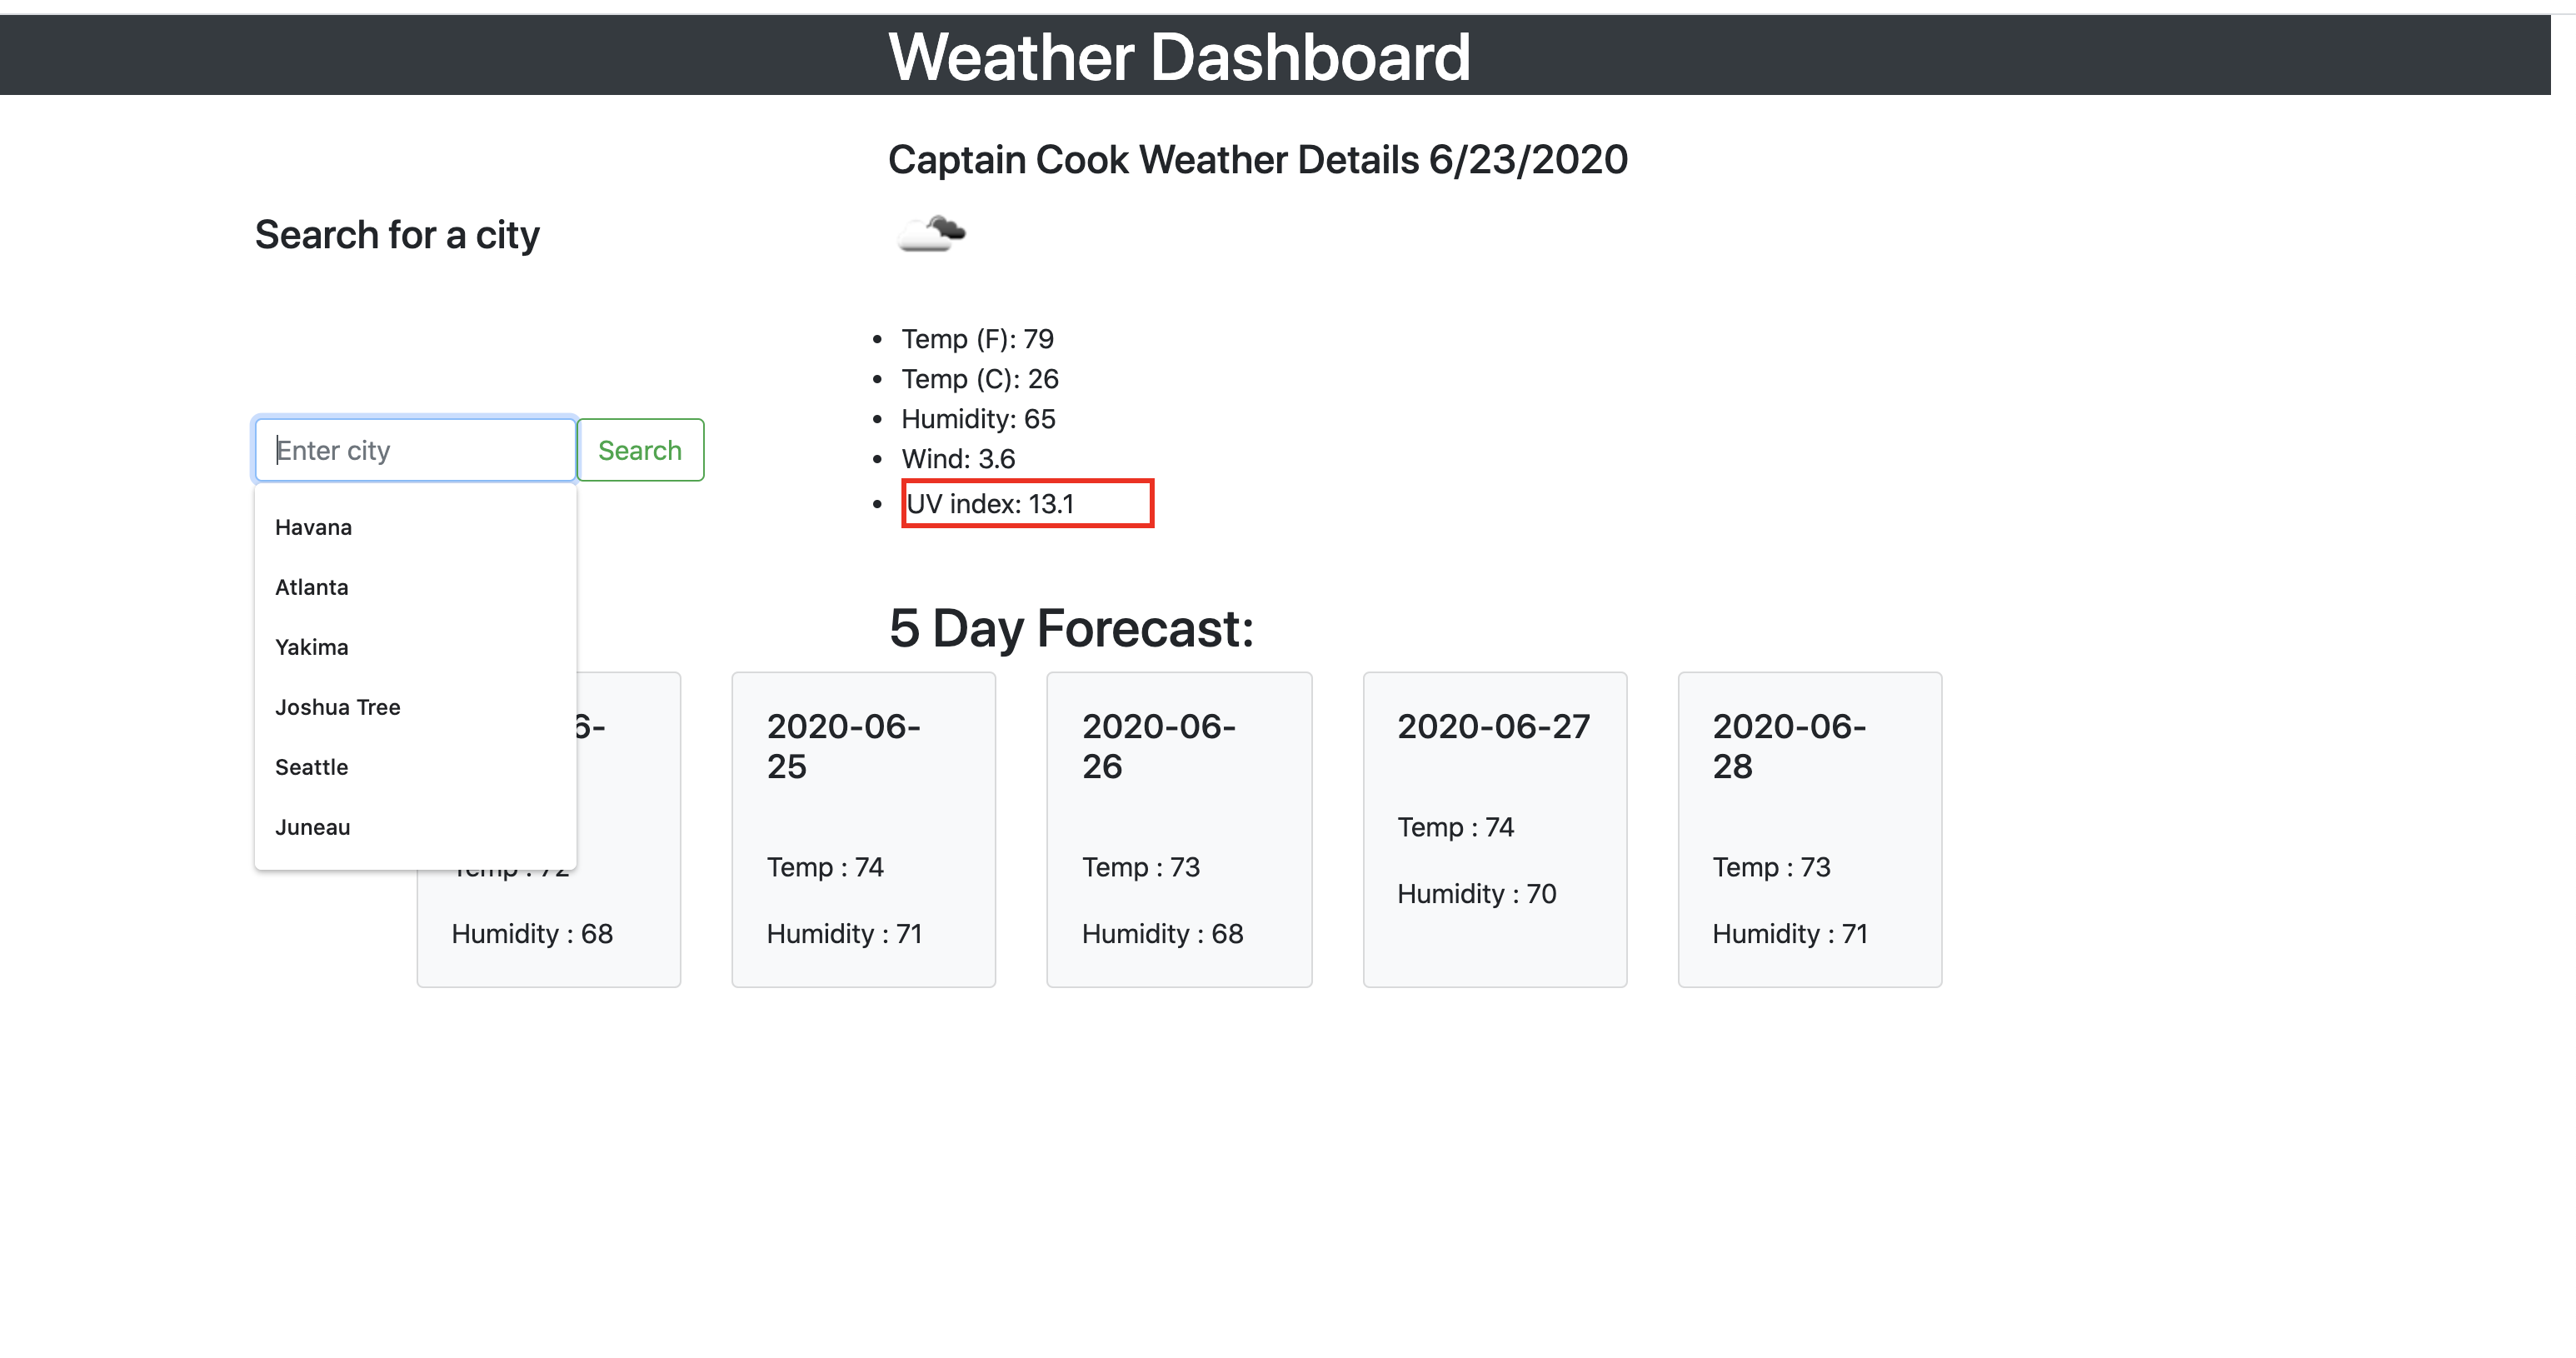 Weather Dashboard
Captain Cook Weather Details 6/23/2020
Search for a city
Temp (F): 79
Temp (C): 26
Humidity: 65
Wind: 3.6
UV index: 13.1
Enter city
Search
Havana
Atlanta
Yakima
Joshua Tree
Seattle
Juneau
5 Day Forecast:
6-
Temp : 72
Humidity : 68
2020-06-
25
Temp : 74
Humidity : 71
2020-06-
26
Temp : 73
Humidity : 68
2020-06-27
Temp : 74
Humidity : 70
2020-06-
28
Temp : 73
Humidity : 71